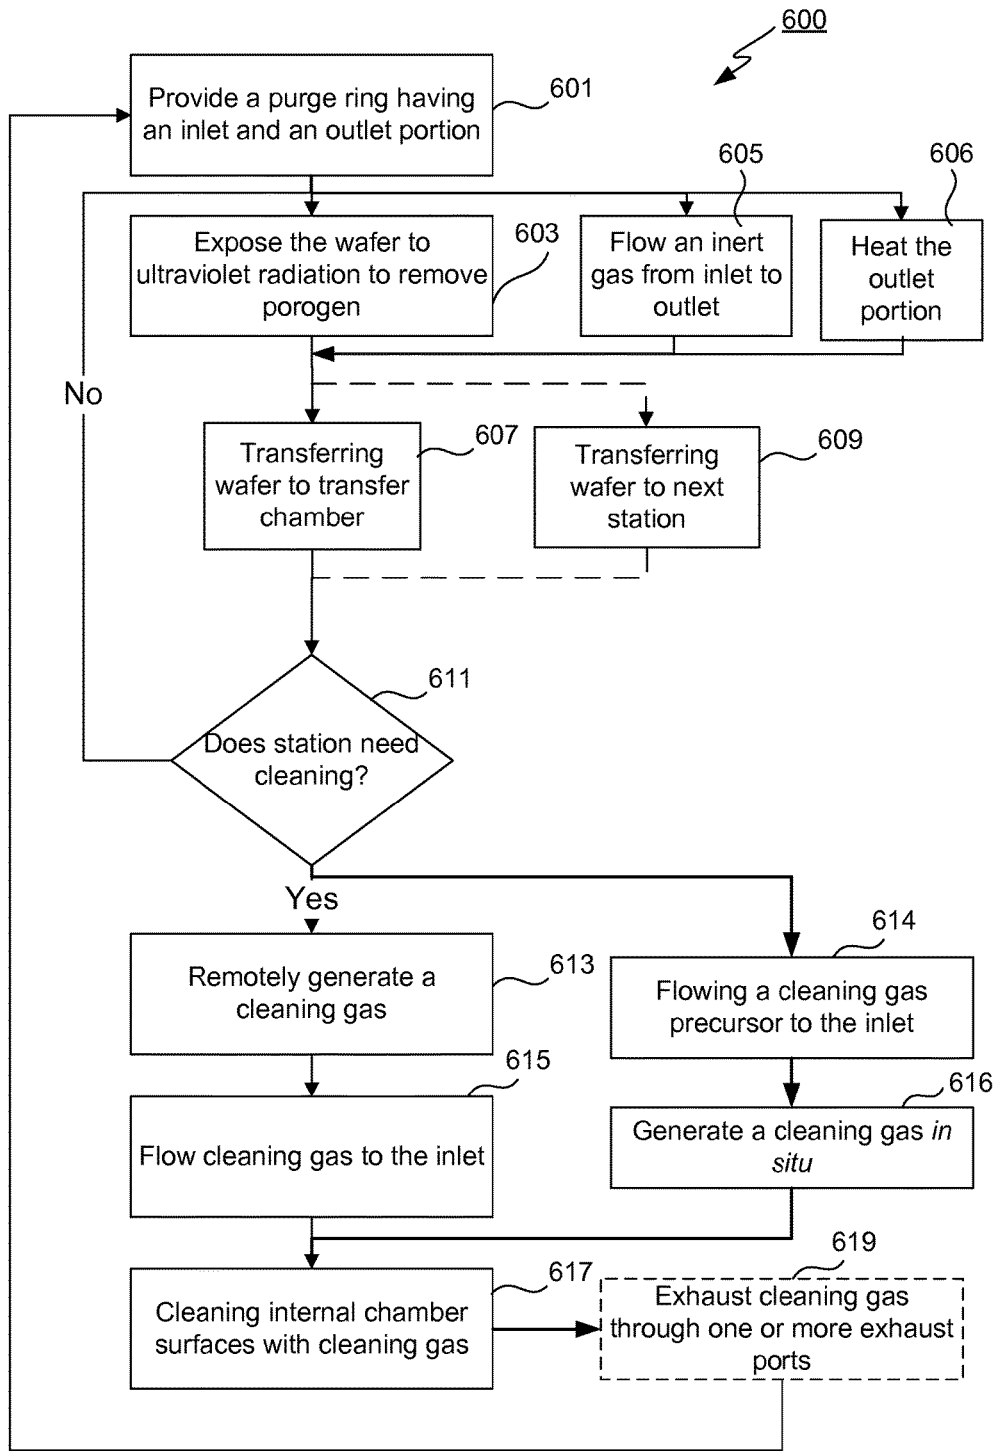 600
Provide a purge ring having
an inlet and an outlet portion
601
605
606
Expose the wafer to
ultraviolet radiation to remove
porogen
603
Flow an inert
gas from inlet to
outlet
Heat the
outlet
portion
No
Transferring
wafer to transfer
chamber
607
Transferring
wafer to next
station
609
611
Does station need
cleaning?
Yes
Remotely generate a
cleaning gas
613
614
Flowing a cleaning gas
precursor to the inlet
615
Flow cleaning gas to the inlet
616
Generate a cleaning gas in
situ
Cleaning internal chamber
surfaces with cleaning gas
617
619
Exhaust cleaning gas
through one or more exhaust
ports